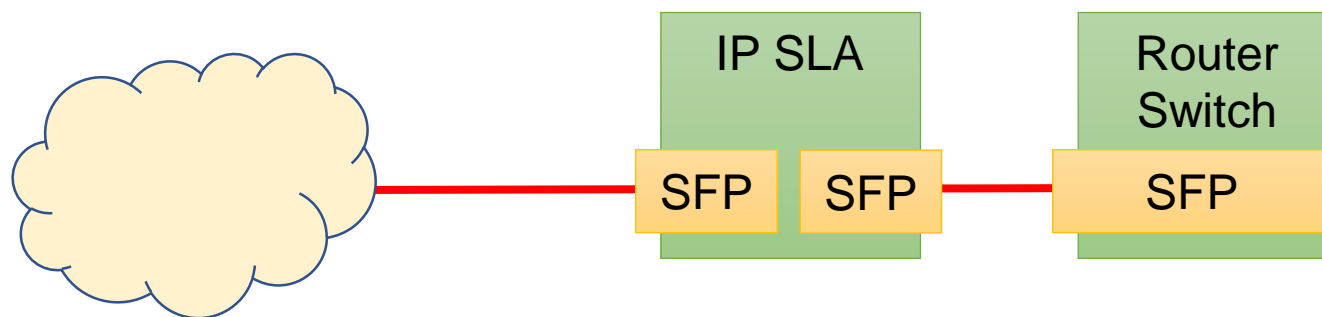 IP SLA
Router
Switch
SFP
SFP
SFP